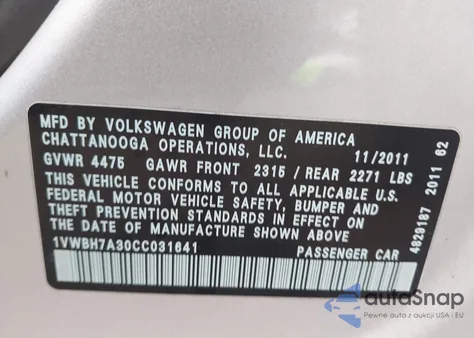 MFD BY VOLKSWAGEN GROUP OF AMERICA
CHATTANOOGA OPERATIONS, LLC. 11/2011
GVWR 4475 GAWR FRONT 2315 / REAR 2271 LBS
THIS VEHICLE CONFORMS TO ALL APPLICABLE U.S.
FEDERAL MOTOR VEHICLE SAFETY, BUMPER AND
THEFT PREVENTION STANDARDS IN EFFECT ON
THE DATE OF MANUFACTURE SHOWN ABOVE
1VWBH7A30CC031641 PASSENGER CAR
4829187 2011 62
autoSnap
Pewne auto z aukcji USA i EU